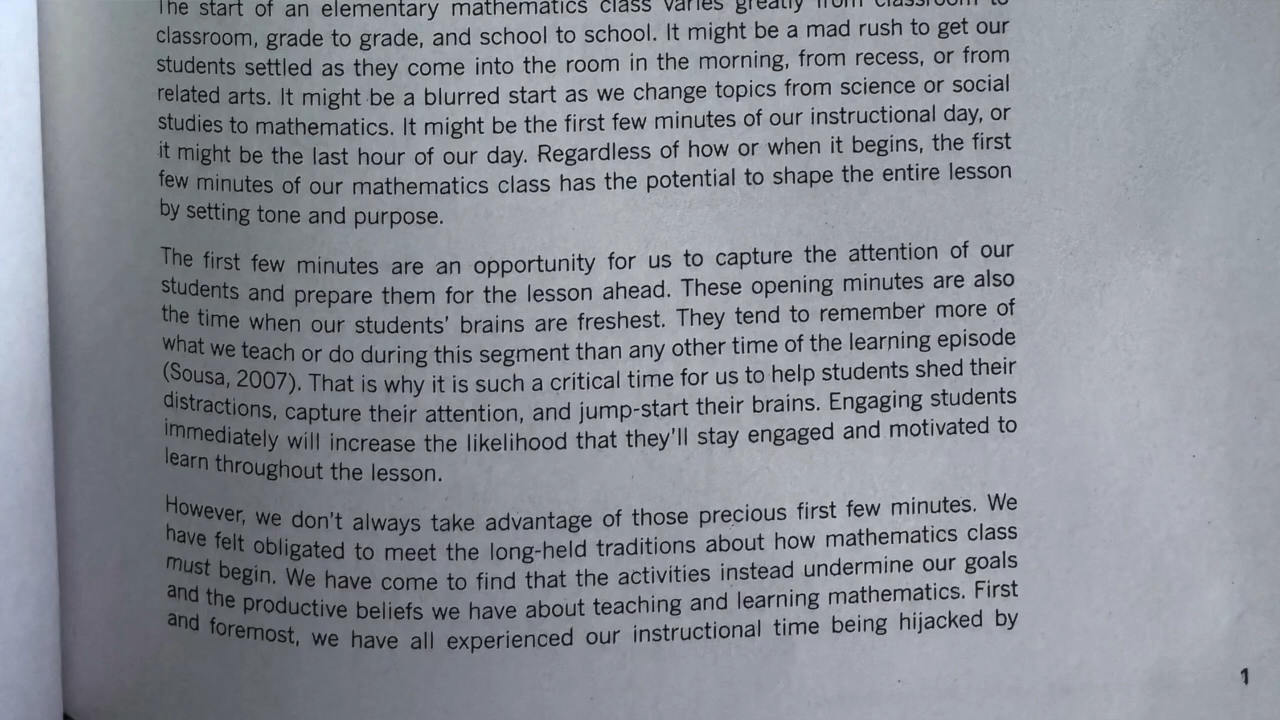 The start of an elementary mathematics class varies greatly from classroom to
classroom, grade to grade, and school to school. It might be a mad rush to get our
students settled as they come into the room in the morning, from recess, or from
related arts. It might be a blurred start as we change topics from science or social
studies to mathematics. It might be the first few minutes of our instructional day, or
it might be the last hour of our day. Regardless of how or when it begins, the first
few minutes of our mathematics class has the potential to shape the entire lesson
by setting tone and purpose.
The first few minutes are an opportunity for us to capture the attention of our
students and prepare them for the lesson ahead. These opening minutes are also
the time when our students' brains are freshest. They tend to remember more of
what we teach or do during this segment than any other time of the learning episode
(Sousa, 2007). That is why it is such a critical time for us to help students shed their
distractions, capture their attention, and jump-start their brains. Engaging students
immediately will increase the likelihood that they'll stay engaged and motivated to
learn throughout the lesson.
However, we don't always take advantage of those precious first few minutes. We
have felt obligated to meet the long-held traditions about how mathematics class
must begin. We have come to find that the activities instead undermine our goals
and the productive beliefs we have about teaching and learning mathematics. First
and foremost, we have all experienced our instructional time being hijacked by
1